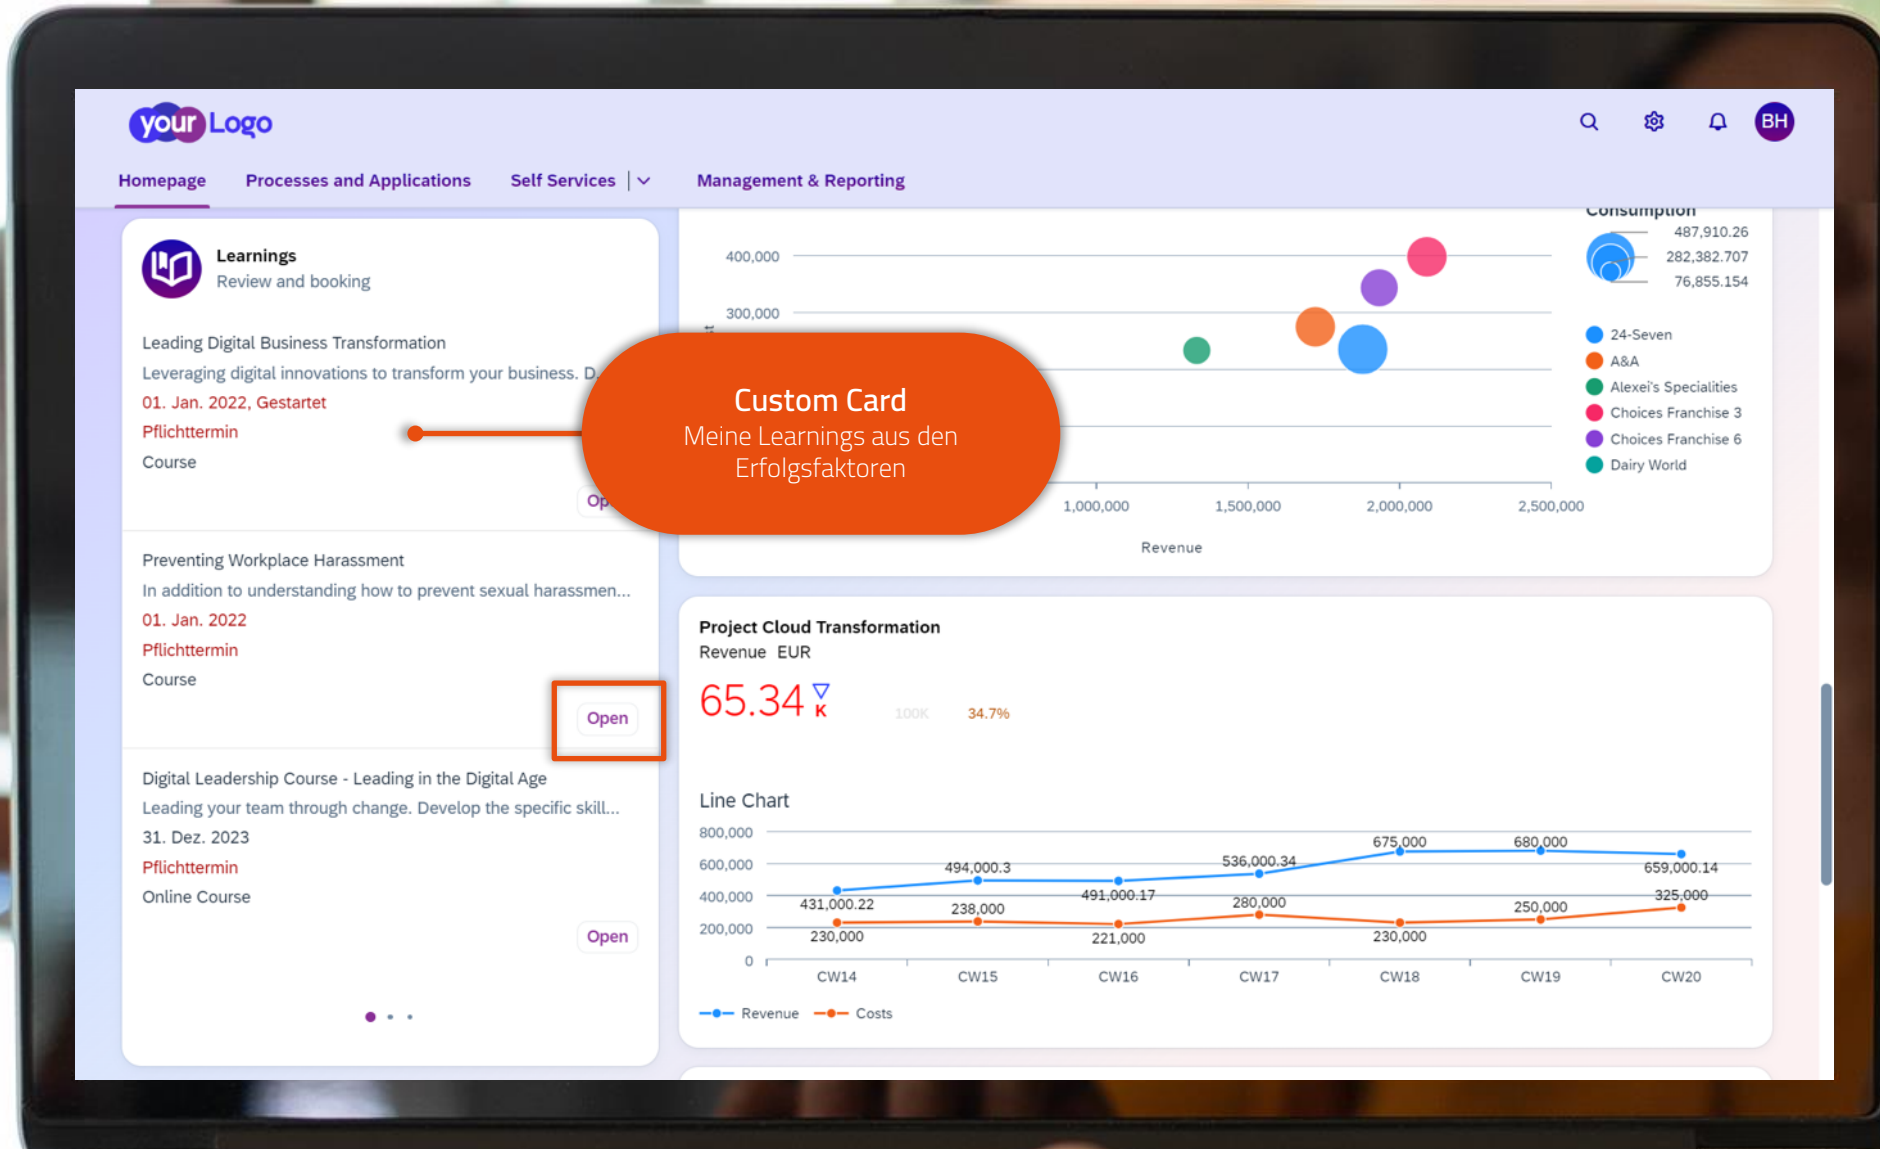 your Logo
BH
Homepage
Processes and Applications
Self Services
Management & Reporting
Learnings
Review and booking
Leading Digital Business Transformation
Leveraging digital innovations to transform your business. D
01. Jan. 2022, Gestartet
Pflichttermin
Course
Preventing Workplace Harassment
In addition to understanding how to prevent sexual harassmen...
01. Jan. 2022
Pflichttermin
Course
Open
Digital Leadership Course - Leading in the Digital Age
Leading your team through change. Develop the specific skill...
31. Dez. 2023
Pflichttermin
Online Course
Open
Custom Card
Meine Learnings aus den
Erfolgsfaktoren
400,000
300,000
1,000,000
1,500,000
2,000,000
2,500,000
Revenue
Consumption
487,910.26
282,382.707
76,855.154
24-Seven
A&A
Alexei's Specialities
Choices Franchise 3
Choices Franchise 6
Dairy World
Project Cloud Transformation
Revenue EUR
65.34 K
100K
34.7%
Line Chart
800,000
600,000
400,000
200,000
0
431,000.22
494,000.3
491,000.17
536,000.34
675,000
680,000
659,000.14
230,000
238,000
221,000
280,000
230,000
250,000
325,000
CW14
CW15
CW16
CW17
CW18
CW19
CW20
Revenue
Costs